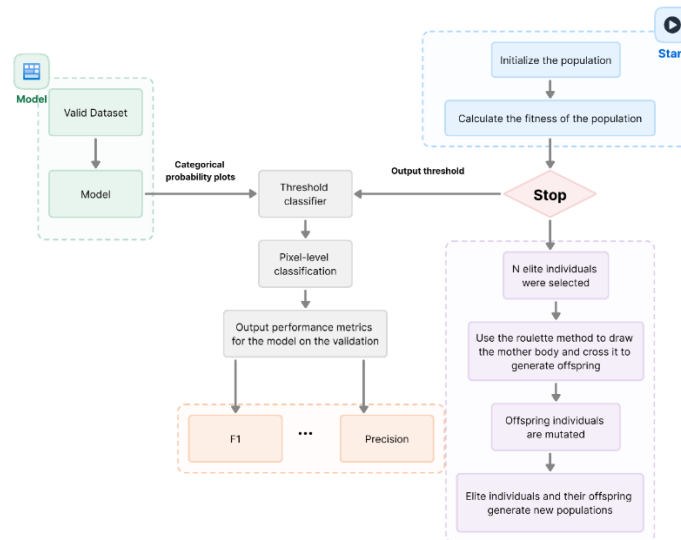 Start
Initialize the population
Calculate the fitness of the population
Model
Valid Dataset
Model
Categorical
probability plots
Threshold
classifier
Output threshold
Stop
Pixel-level
classification
Output performance metrics
for the model on the validation
F1
...
Precision
N elite individuals
were selected
Use the roulette method to draw
the mother body and cross it to
generate offspring
Offspring individuals
are mutated
Elite individuals and their offspring
generate new populations